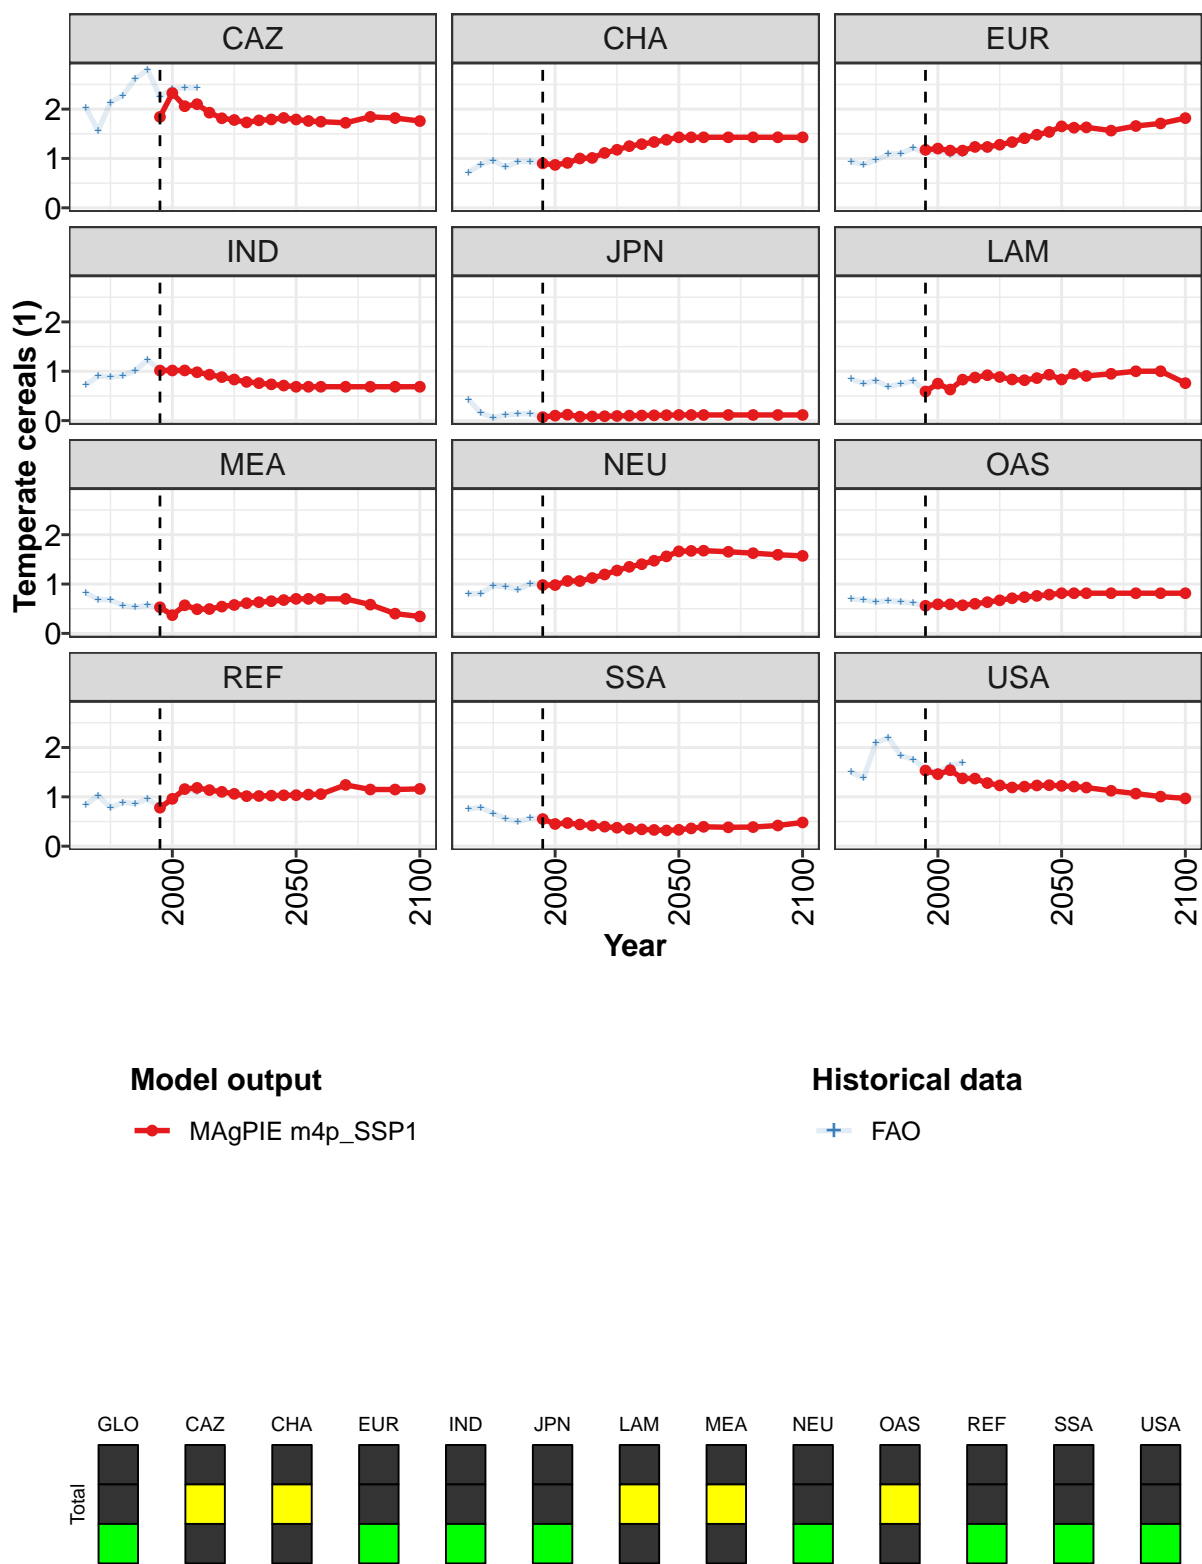 CAZ CHA EUR
2
1
0
IND JPN LAM
2
1
0
MEA NEU OAS
2
1
0
REF SSA USA
2
1
0
Temperate cereals (1)
2000 2050 2100 2000 2050 2100 2000 2050 2100
Year
Model output Historical data
MAgPIE m4p_SSP1 FAO
GLO CAZ CHA EUR IND JPN LAM MEA NEU OAS REF SSA USA
Total